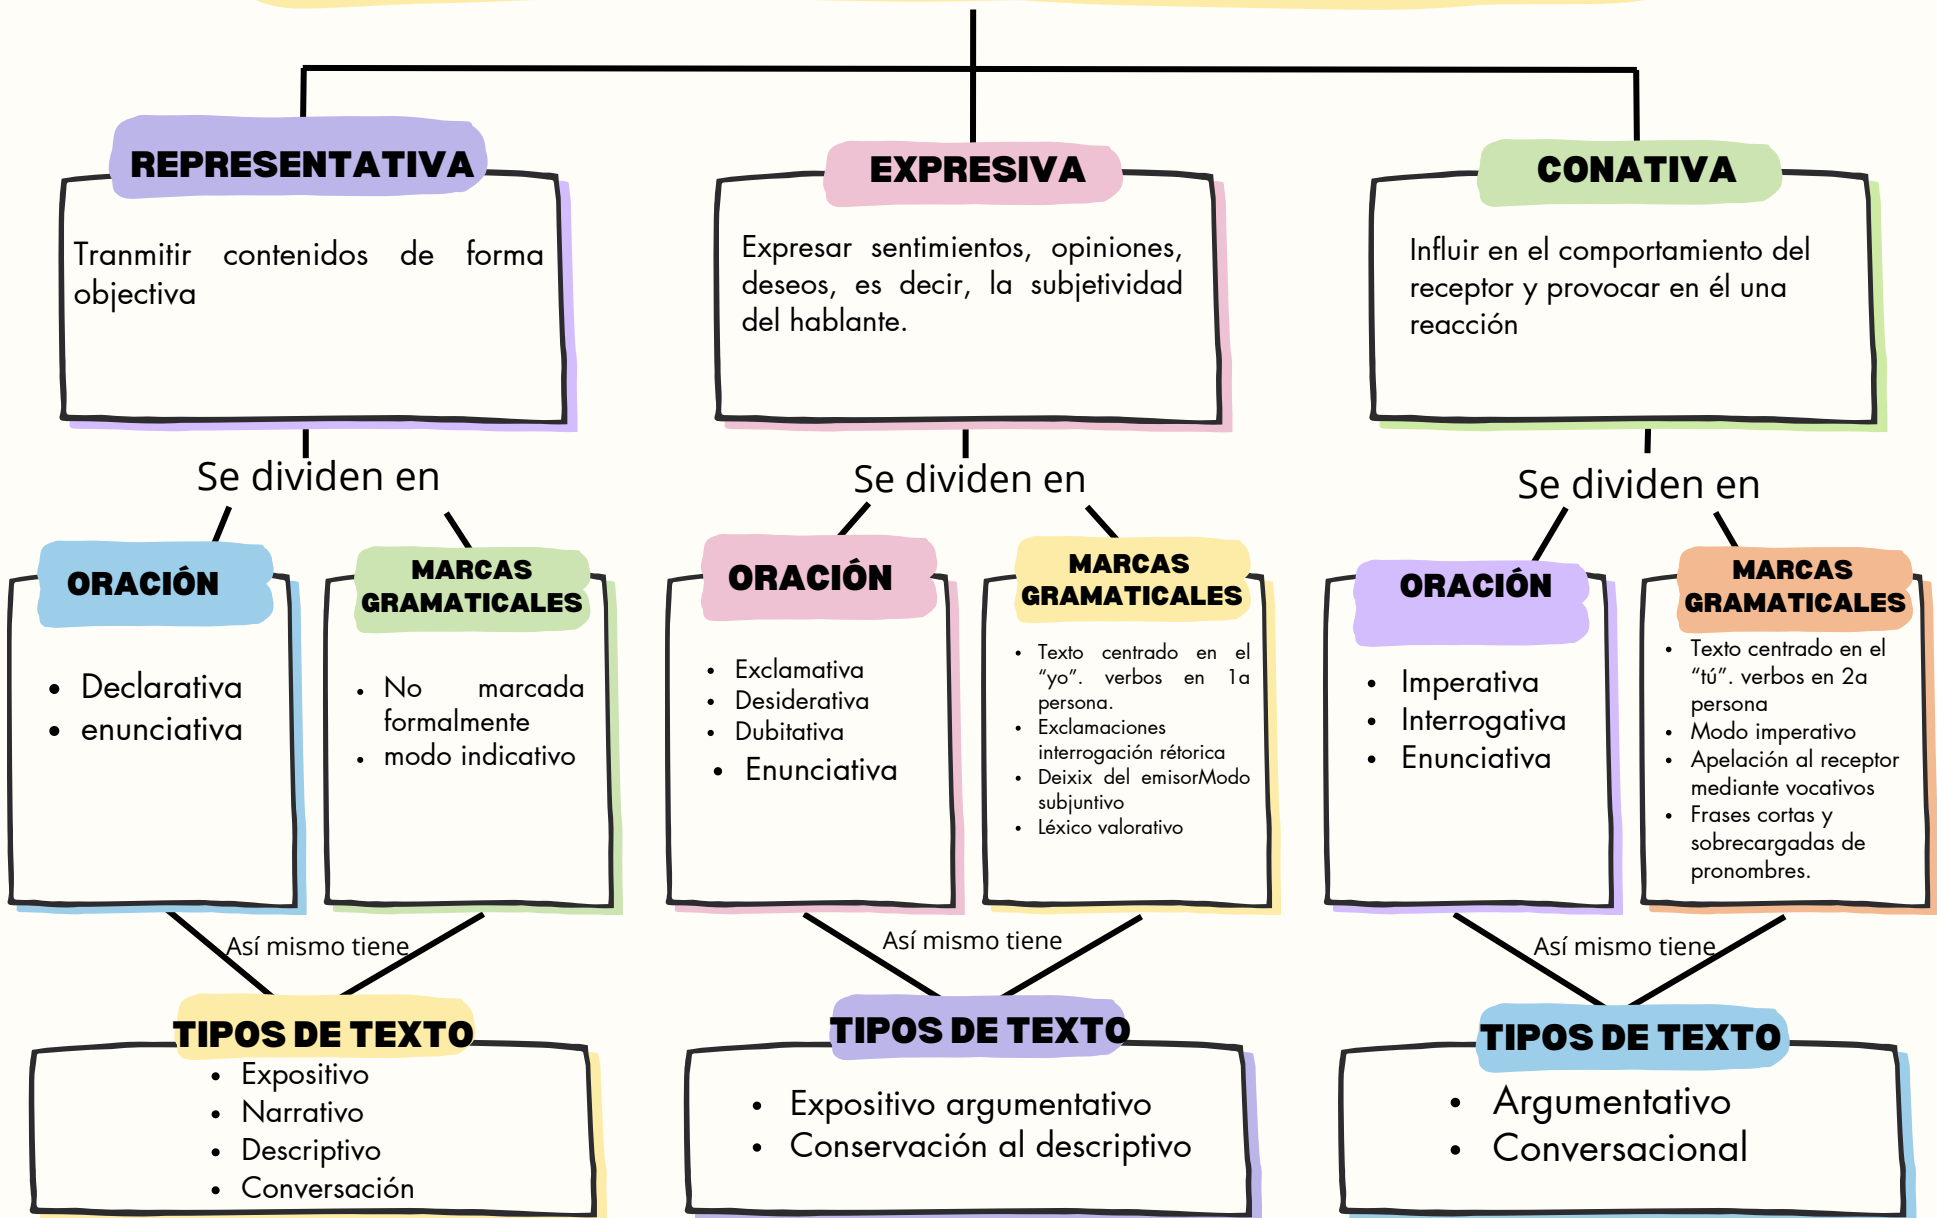 REPRESENTATIVA
Tranmitir contenidos de forma
objectiva
EXPRESIVA
Expresar sentimientos, opiniones,
deseos, es decir, la subjetividad
del hablante.
CONATIVA
Influir en el comportamiento del
receptor y provocar en él una
reacción
Se dividen en
Se dividen en
Se dividen en
ORACIÓN
• Declarativa
• enunciativa
MARCAS
GRAMATICALES
• No marcada
formalmente
• modo indicativo
ORACIÓN
• Exclamativa
• Desiderativa
• Dubitativa
• Enunciativa
MARCAS
GRAMATICALES
• Texto centrado en el
“yo”. verbos en 1a
persona.
• Exclamaciones
interrogación rétorica
• Deixix del emisorModo
subjuntivo
• Léxico valorativo
ORACIÓN
• Imperativa
• Interrogativa
• Enunciativa
MARCAS
GRAMATICALES
• Texto centrado en el
“tú”. verbos en 2a
persona
• Modo imperativo
• Apelación al receptor
mediante vocativos
• Frases cortas y
sobrecargadas de
pronombres.
Así mismo tiene
Así mismo tiene
Así mismo tiene
TIPOS DE TEXTO
• Expositivo
• Narrativo
• Descriptivo
• Conversación
TIPOS DE TEXTO
• Expositivo argumentativo
• Conservación al descriptivo
TIPOS DE TEXTO
• Argumentativo
• Conversacional